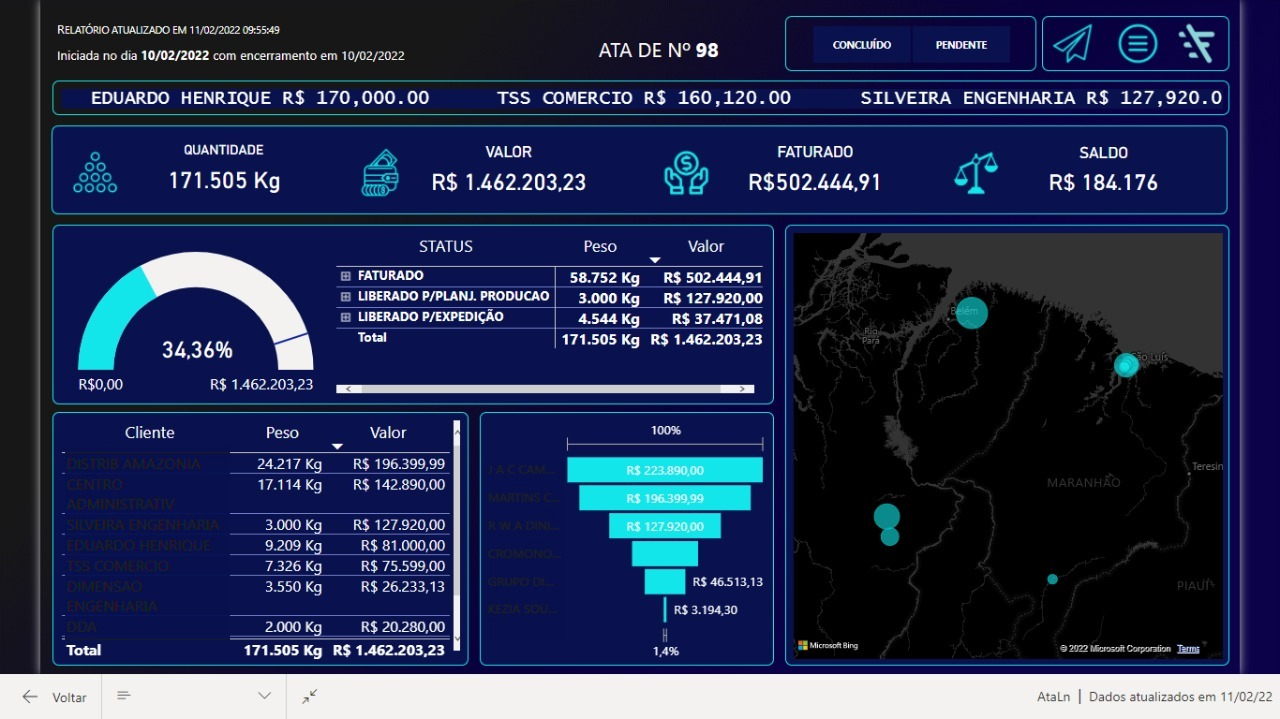 RELATÓRIO ATUALIZADO EM 11/02/2022 09:55:49
Iniciada no dia 10/02/2022 com encerramento em 10/02/2022
ATA DE Nº 98
CONCLUÍDO PENDENTE
EDUARDO HENRIQUE R$ 170,000.00 TSS COMERCIO R$ 160,120.00 SILVEIRA ENGENHARIA R$ 127,920.0
QUANTIDADE
171.505 Kg
VALOR
R$ 1.462.203,23
FATURADO
R$502.444,91
SALDO
R$ 184.176
34,36%
R$0,00 R$ 1.462.203,23
STATUS Peso Valor
FATURADO 58.752 Kg R$ 502.444,91
LIBERADO P/PLANJ. PRODUCAO 3.000 Kg R$ 127.920,00
LIBERADO P/EXPEDIÇÃO 4.544 Kg R$ 37.471,08
Total 171.505 Kg R$ 1.462.203,23
Cliente Peso Valor
DISTRIB AMAZONIA 24.217 Kg R$ 196.399,99
CENTRO 17.114 Kg R$ 142.890,00
ADMINISTRATIV
SILVEIRA ENGENHARIA 3.000 Kg R$ 127.920,00
EDUARDO HENRIQUE 9.209 Kg R$ 81.000,00
TSS COMERCIO 7.326 Kg R$ 75.599,00
DIMENSAO 3.550 Kg R$ 26.233,13
ENGENHARIA
DDA 2.000 Kg R$ 20.280,00
Total 171.505 Kg R$ 1.462.203,23
100%
J A C CAM... R$ 223.890,00
MARTINS C... R$ 196.399,99
R W A DINI... R$ 127.920,00
CROMONO...
GRUPO DI... R$ 46.513,13
KEZIA SOU... R$ 3.194,30
1,4%
Belém
Rio
Pará
São Luís
Teresin
MARANHÃO
PIAUÍ
Microsoft Bing
© 2022 Microsoft Corporation Terms
Voltar
AtaLn | Dados atualizados em 11/02/22